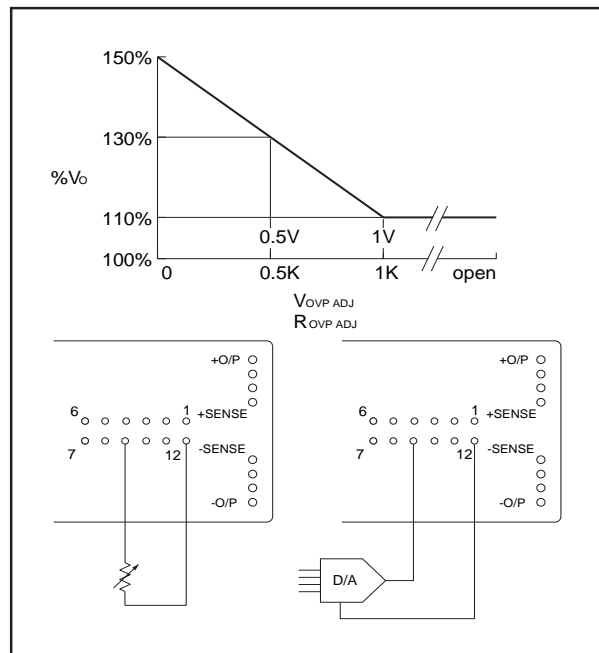 150%
130%
%VO
110%
0.5V 1V
100%
0 0.5K 1K open
VOVP ADJ
ROVP ADJ
+O/P
6 1 +SENSE
7 12 -SENSE
-O/P
+O/P
6 1 +SENSE
7 12 -SENSE
-O/P
D/A